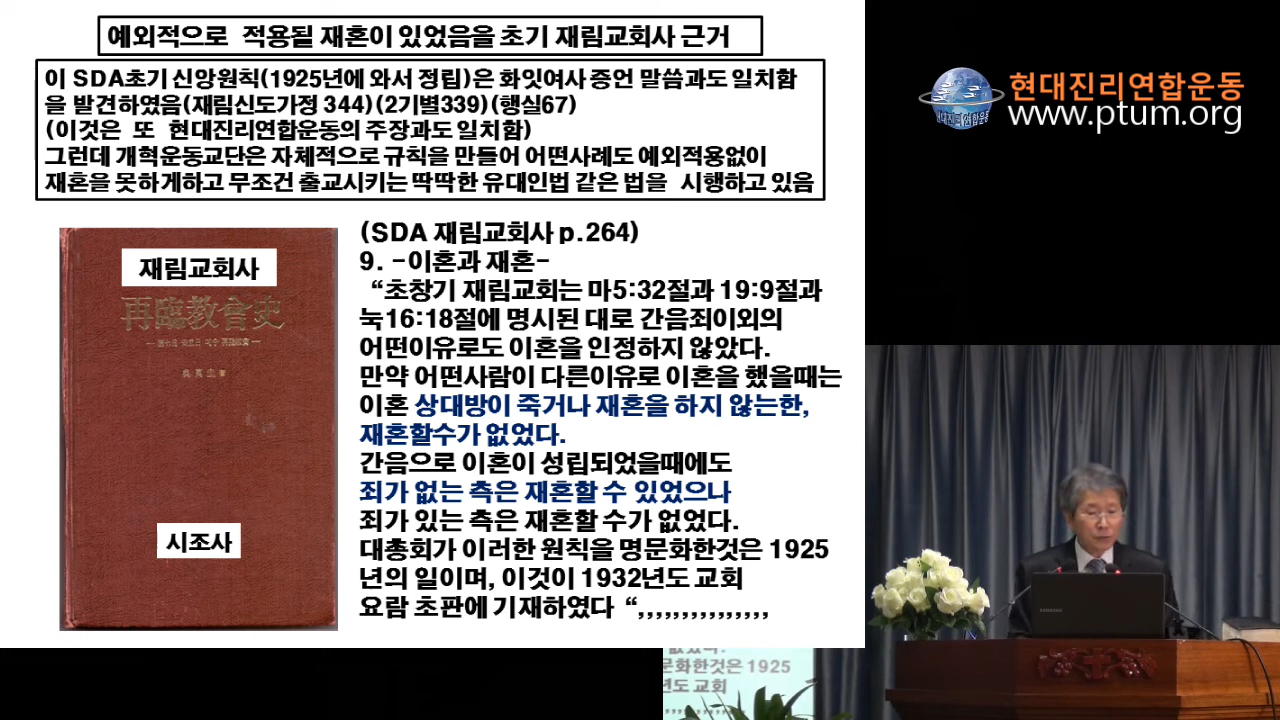 예외적으로 적용될 재혼이 있었음을 초기 재림교회사 근거
이 SDA초기 신앙원칙(1925년에 와서 정립)은 화잇여사 증언 말씀과도 일치함
을 발견하였음(재림신도가정 344)(2기별339)(행실67)
(이것은 또 현대진리연합운동의 주장과도 일치함)
그런데 개혁운동교단은 자체적으로 규칙을 만들어 어떤사례도 예외적용없이
재혼을 못하게하고 무조건 출교시키는 딱딱한 유대인법 같은 법을 시행하고 있음
재림교회사
再臨教會史
시조사
(SDA 재림교회사 p.264)
9. -이혼과 재혼-
“초창기 재림교회는 마5:32절과 19:9절과
눅16:18절에 명시된 대로 간음죄이외의
어떤이유로도 이혼을 인정하지 않았다.
만약 어떤사람이 다른이유로 이혼을 했을때는
이혼 상대방이 죽거나 재혼을 하지 않는한,
재혼할수가 없었다.
간음으로 이혼이 성립되었을때에도
죄가 없는 측은 재혼할 수 있었으나
죄가 있는 측은 재혼할 수가 없었다.
대총회가 이러한 원칙을 명문화한것은 1925
년의 일이며, 이것이 1932년도 교회
요람 초판에 기재하였다 “,,,,,,,,,,,,,,,
현대진리연합운동
www.ptum.org
현대진리연합운동
SAMSUNG
문화한것은 1925
년도 교회